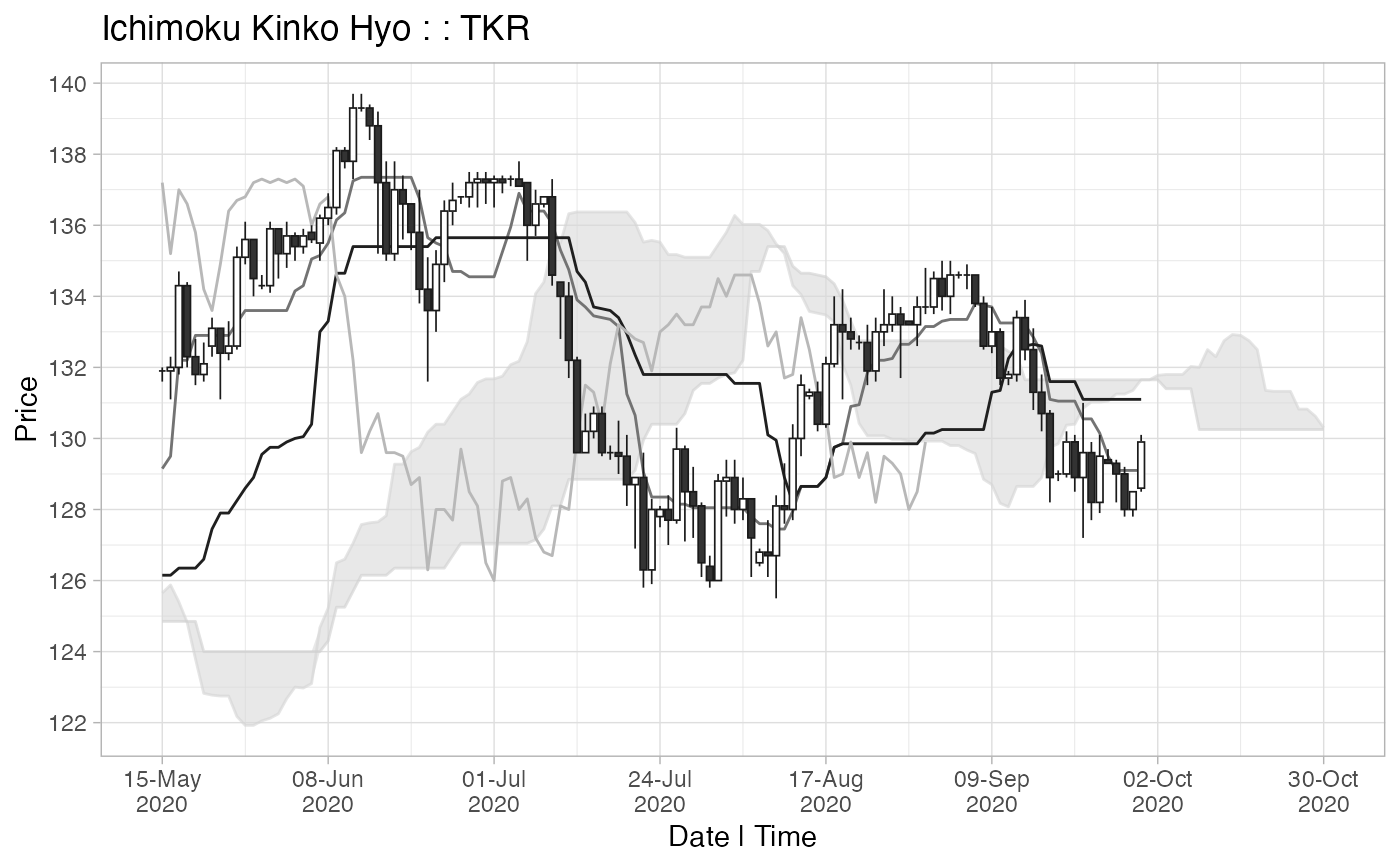 Ichimoku Kinko Hyo : : TKR
140
138
136
134
132
130
128
126
124
122
Price
15-May 08-Jun 01-Jul 24-Jul 17-Aug 09-Sep 02-Oct 30-Oct
2020 2020 2020 2020 2020 2020 2020 2020
Date | Time